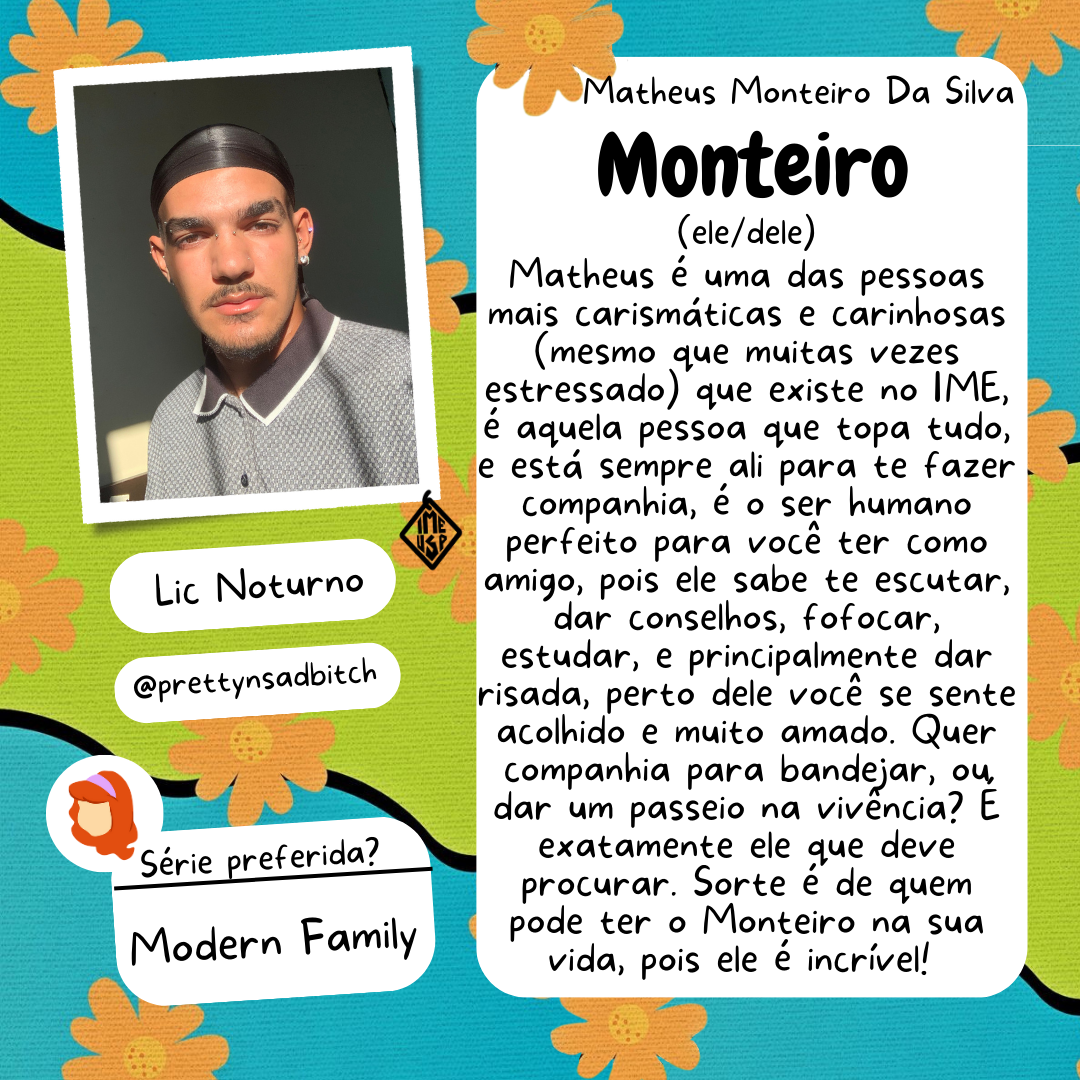 Matheus Monteiro Da Silva
Monteiro
(ele/dele)
Matheus é uma das pessoas
mais carismáticas e carinhosas
(mesmo que muitas vezes
estressado) que existe no IME,
é aquela pessoa que topa tudo,
e está sempre ali para te fazer
companhia, é o ser humano
perfeito para você ter como
amigo, pois ele sabe te escutar,
dar conselhos, fofocar,
estudar, e principalmente dar
risada, perto dele você se sente
acolhido e muito amado. Quer
companhia para bandejar, ou
dar um passeio na vivência? É
exatamente ele que deve
procurar. Sorte é de quem
pode ter o Monteiro na sua
vida, pois ele é incrível!
IME
USP
Lic Noturno
@prettynsadbitch
Série preferida?
Modern Family